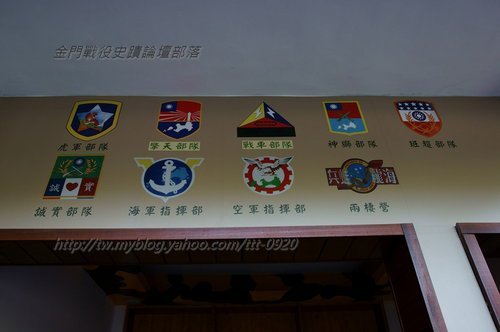 金門戰役史蹟論壇部落
虎軍部隊 擎天部隊 戰車部隊 神獅部隊 班超部隊
誠 實
誠實部隊 海軍指揮部 空軍指揮部 兩棲營
http://tw.myblog.yahoo.com/ttt-0920